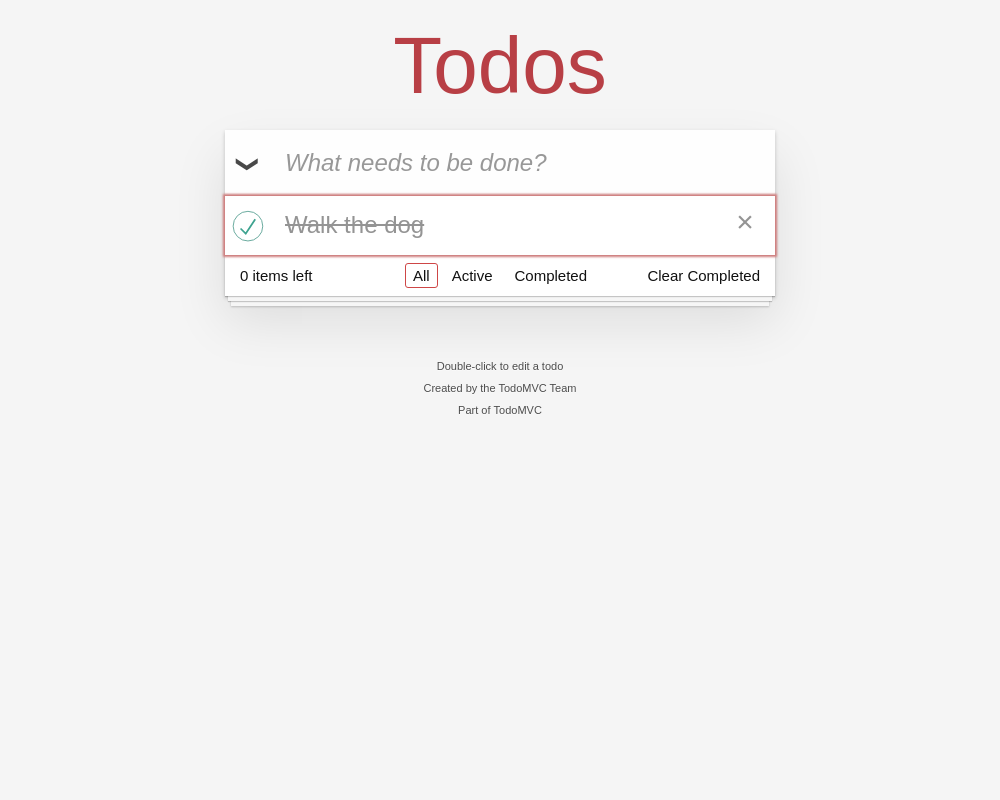 Todos
What needs to be done?
Walk the dog
0 items left All Active Completed Clear Completed
Double-click to edit a todo
Created by the TodoMVC Team
Part of TodoMVC